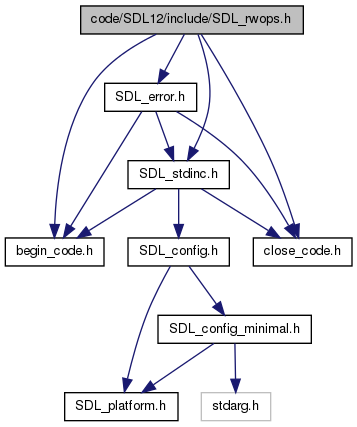 code/SDL12/include/SDL_rwops.h
SDL_error.h
SDL_stdinc.h
begin_code.h
SDL_config.h
close_code.h
SDL_config_minimal.h
SDL_platform.h
stdarg.h